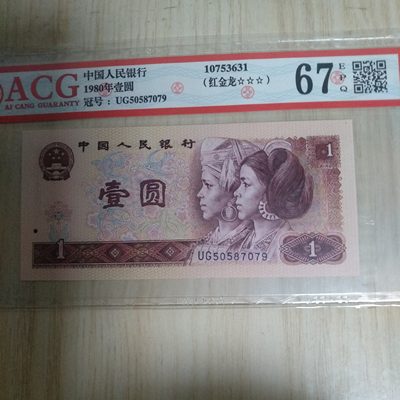 ACG
AI CANG GUARANTY
中国人民银行
1980年壹圆
冠号：UG50587079
10753631
(红金龙☆☆☆)
67 EPQ
中国人民银行
1
壹圆
1
1
UG50587079